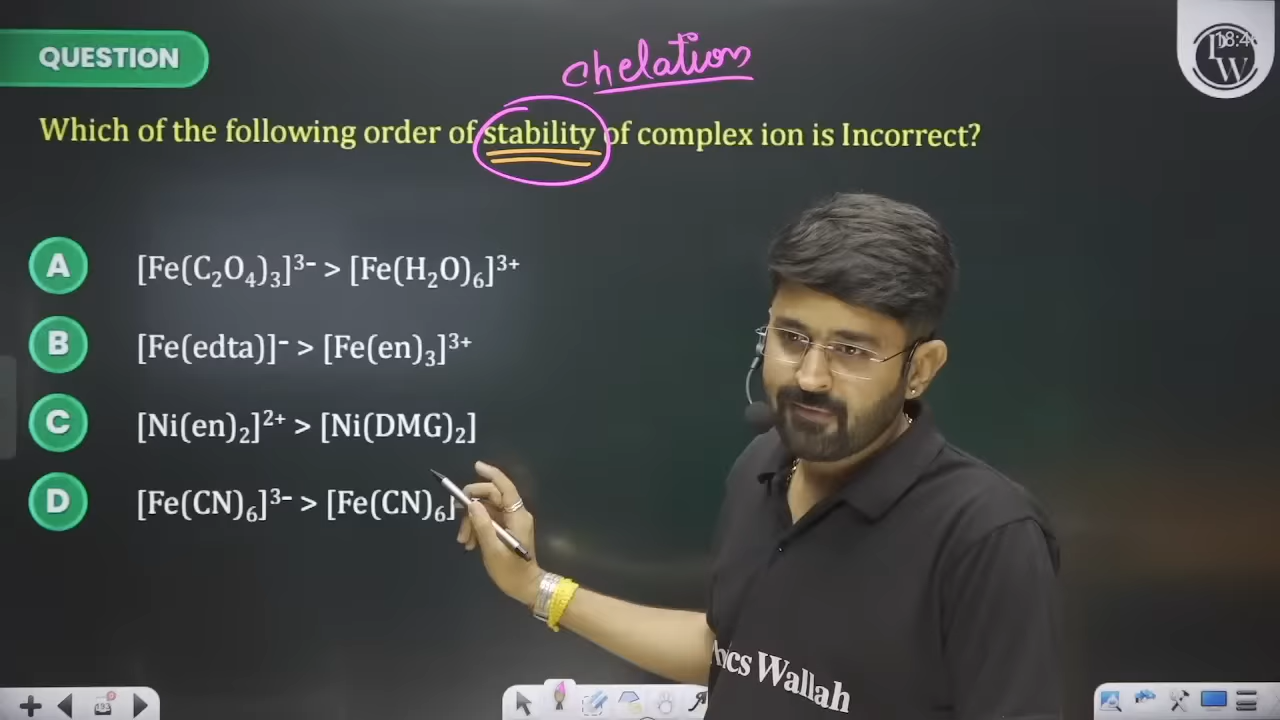 QUESTION
chelation
Which of the following order of stability of complex ion is Incorrect?
A [Fe(C₂O₄)₃]³⁻ > [Fe(H₂O)₆]³⁺
B [Fe(edta)]⁻ > [Fe(en)₃]³⁺
C [Ni(en)₂]²⁺ > [Ni(DMG)₂]
D [Fe(CN)₆]³⁻ > [Fe(CN)₆]
Wallah
W
493